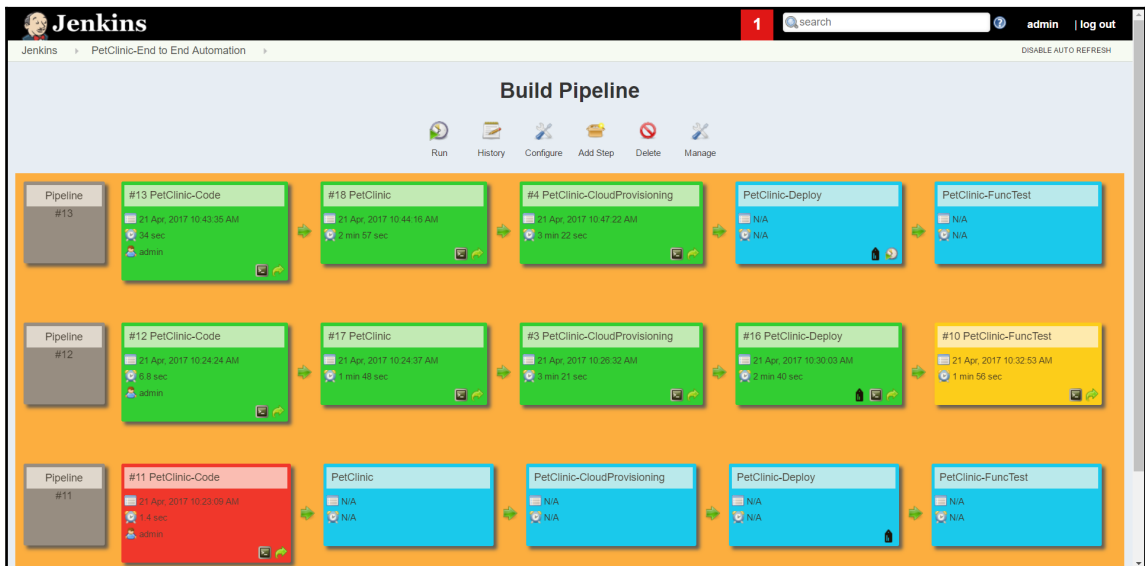 Jenkins
1
search
admin
| log out
Jenkins
PetClinic-End to End Automation
DISABLE AUTO REFRESH
Build Pipeline
Run
History
Configure
Add Step
Delete
Manage
Pipeline
#13
#13 PetClinic-Code
21 Apr, 2017 10:43:35 AM
34 sec
admin
#18 PetClinic
21 Apr, 2017 10:44:16 AM
2 min 57 sec
#4 PetClinic-CloudProvisioning
21 Apr, 2017 10:47:22 AM
3 min 22 sec
PetClinic-Deploy
N/A
N/A
PetClinic-FuncTest
N/A
N/A
Pipeline
#12
#12 PetClinic-Code
21 Apr, 2017 10:24:24 AM
6.8 sec
admin
#17 PetClinic
21 Apr, 2017 10:24:37 AM
1 min 48 sec
#3 PetClinic-CloudProvisioning
21 Apr, 2017 10:26:32 AM
3 min 21 sec
#16 PetClinic-Deploy
21 Apr, 2017 10:30:03 AM
2 min 40 sec
#10 PetClinic-FuncTest
21 Apr, 2017 10:32:53 AM
1 min 56 sec
Pipeline
#11
#11 PetClinic-Code
21 Apr, 2017 10:23:09 AM
1.4 sec
admin
PetClinic
N/A
N/A
PetClinic-CloudProvisioning
N/A
N/A
PetClinic-Deploy
N/A
N/A
PetClinic-FuncTest
N/A
N/A